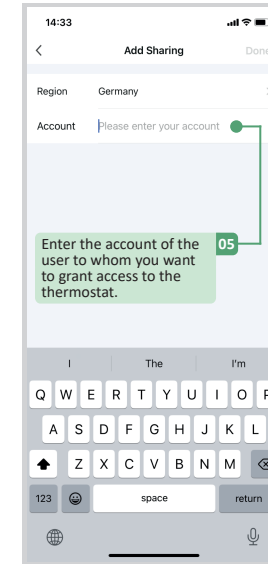 14:33
Add Sharing
Done
Region Germany
Account Please enter your account
Enter the account of the 05
user to whom you want
to grant access to the
thermostat.
I The I'm
Q W E R T Y U I O P
A S D F G H J K L
Z X C V B N M
123 space return